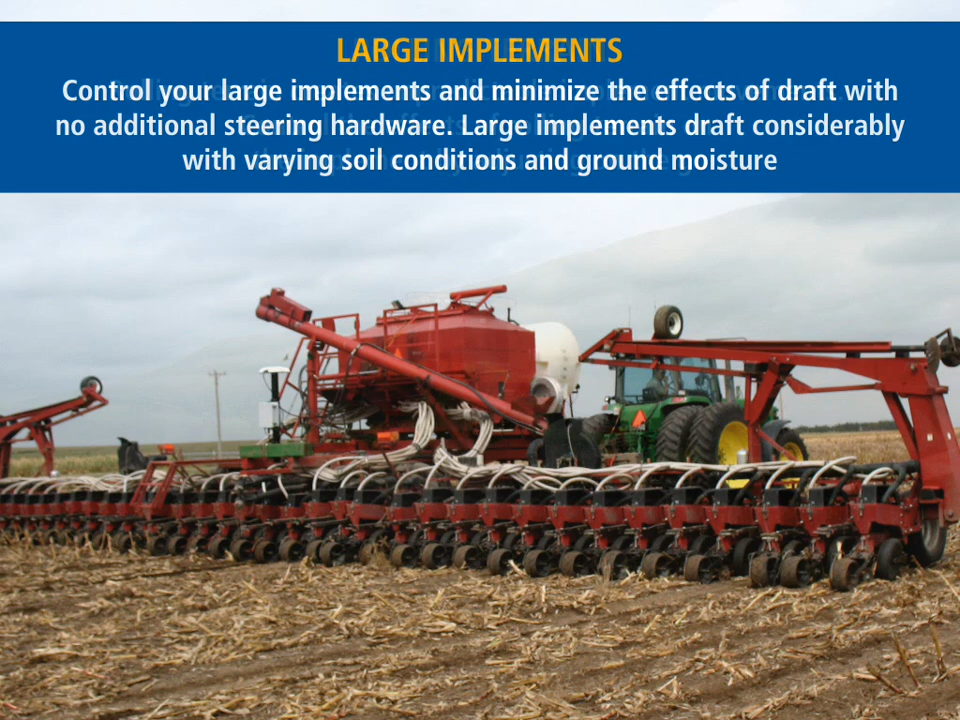 LARGE IMPLEMENTS
Control your large implements and minimize the effects of draft with
no additional steering hardware. Large implements draft considerably
with varying soil conditions and ground moisture